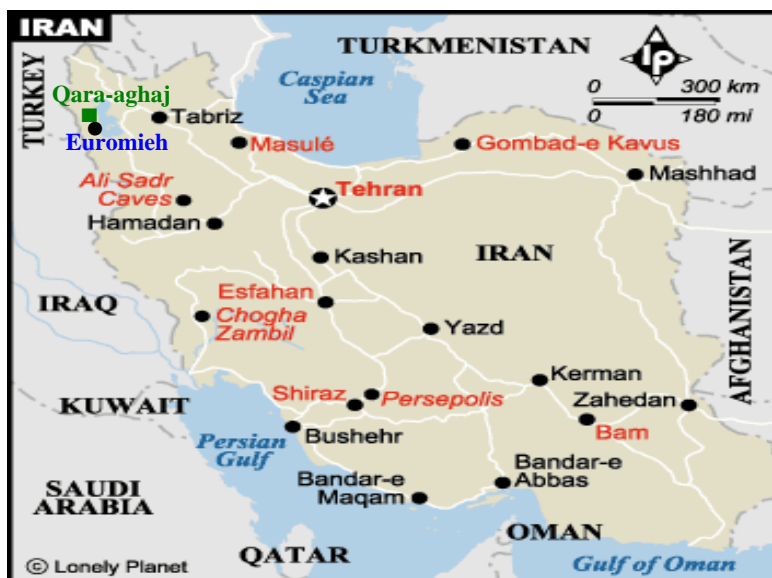 IRAN
TURKMENISTAN
lp
Caspian
Sea
0 300 km
0 180 mi
TURKEY
Qara-aghaj
Tabriz
Euromieh
Masulé
Gombad-e Kavus
Mashhad
Ali Sadr
Caves
Tehran
Hamadan
Kashan
IRAN
AFGHANISTAN
IRAQ
Esfahan
Chogha
Zambil
Yazd
Kerman
Zahedan
Shiraz
Persepolis
Bam
KUWAIT
Persian
Gulf
Bushehr
Bandar-e
Maqam
Bandar-e
Abbas
SAUDI
ARABIA
OMAN
QATAR
Gulf of Oman
© Lonely Planet